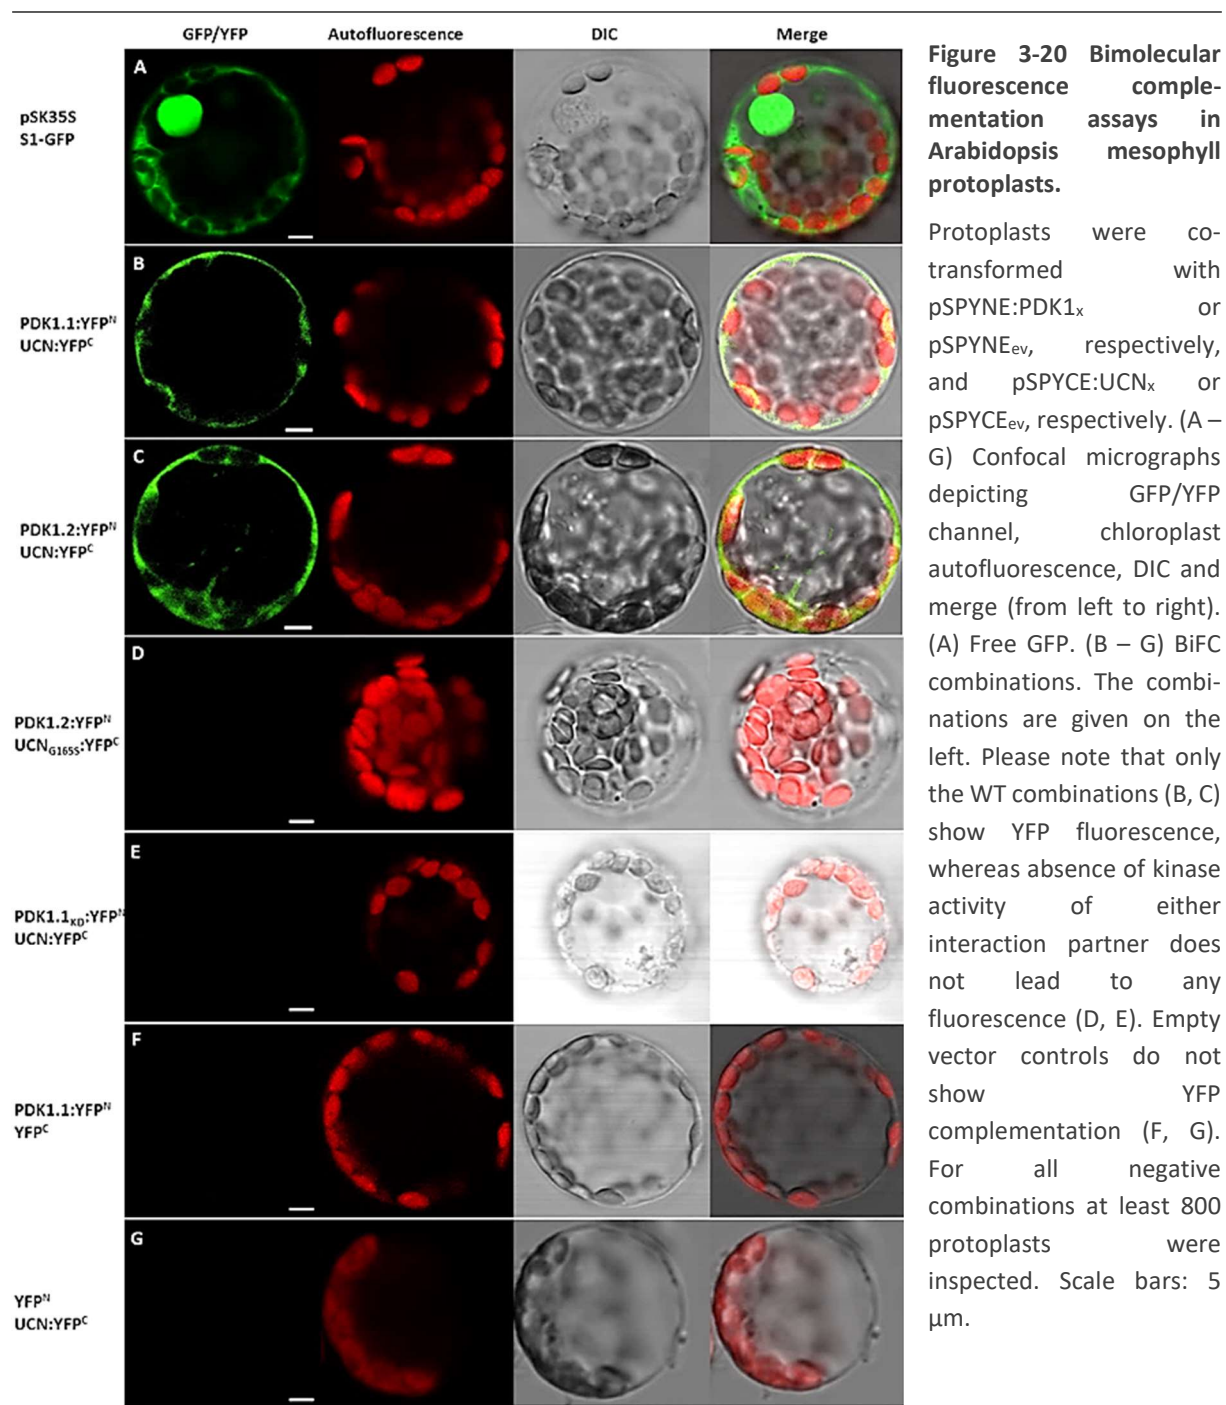 GFP/YFP Autofluorescence DIC Merge
A
pSK35S
S1-GFP
B
PDK1.1:YFPᴺ
UCN:YFPᶜ
C
PDK1.2:YFPᴺ
UCN:YFPᶜ
D
PDK1.2:YFPᴺ
UCN_G165S:YFPᶜ
E
PDK1.1_KD:YFPᴺ
UCN:YFPᶜ
F
PDK1.1:YFPᴺ
YFPᶜ
G
YFPᴺ
UCN:YFPᶜ
Figure 3-20 Bimolecular
fluorescence comple-
mentation assays in
Arabidopsis mesophyll
protoplasts.
Protoplasts were co-
transformed with
pSPYNE:PDK1ₓ or
pSPYNEₑᵥ, respectively,
and pSPYCE:UCNₓ or
pSPYCEₑᵥ, respectively. (A –
G) Confocal micrographs
depicting GFP/YFP
channel, chloroplast
autofluorescence, DIC and
merge (from left to right).
(A) Free GFP. (B – G) BiFC
combinations. The combi-
nations are given on the
left. Please note that only
the WT combinations (B, C)
show YFP fluorescence,
whereas absence of kinase
activity of either
interaction partner does
not lead to any
fluorescence (D, E). Empty
vector controls do not
show YFP
complementation (F, G).
For all negative
combinations at least 800
protoplasts were
inspected. Scale bars: 5
µm.